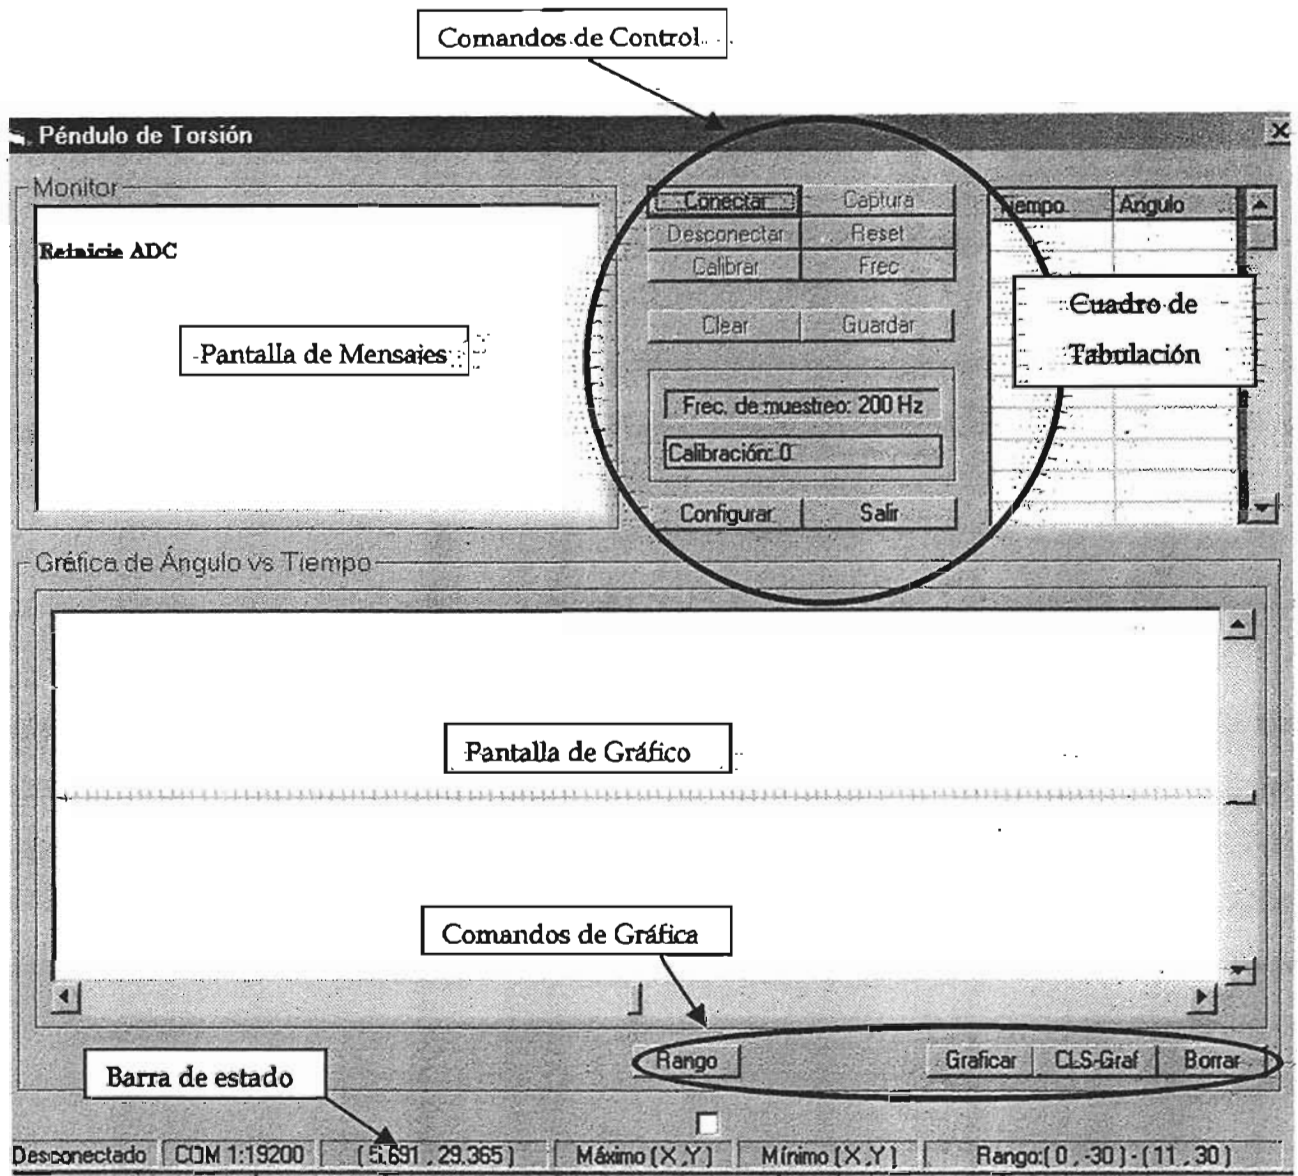 Comandos de Control
Péndulo de Torsión
Monitor
Reinicie ADC
Pantalla de Mensajes
Conectar
Captura
Desconectar
Reset
Calibrar
Frec
Clear
Guardar
Frec. de muestreo: 200 Hz
Calibración: 0
Configurar
Salir
Tiempo
Angulo
Cuadro de
Tabulación
Gráfica de Ángulo vs Tiempo
Pantalla de Gráfico
Comandos de Gráfica
Rango
Graficar
CLS-Graf
Borrar
Barra de estado
Desconectado
COM 1:19200
(5.691 , 29.365 )
Máximo (X ,Y )
Mínimo ( X , Y )
Rango:( 0 , -30 ) - ( 11 , 30 )